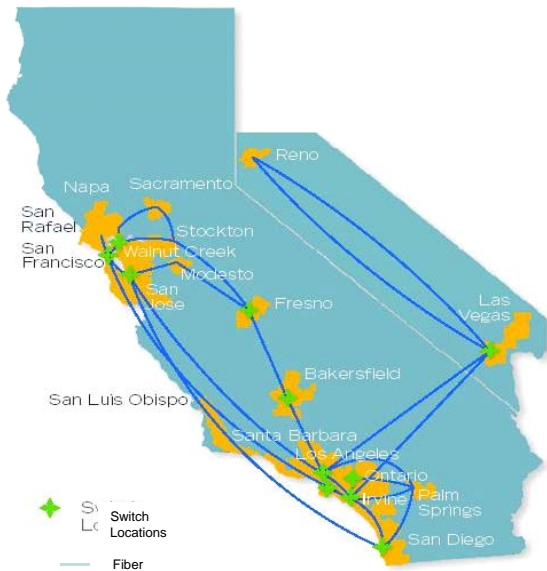 Reno
Napa
Sacramento
San
Rafael
Stockton
San
Francisco
Walnut Creek
Modesto
San
Jose
Fresno
Las
Vegas
Bakersfield
San Luis Obispo
Santa Barbara
Los Angeles
Ontario
Irvine
Palm
Springs
San Diego
Switch
Locations
Fiber